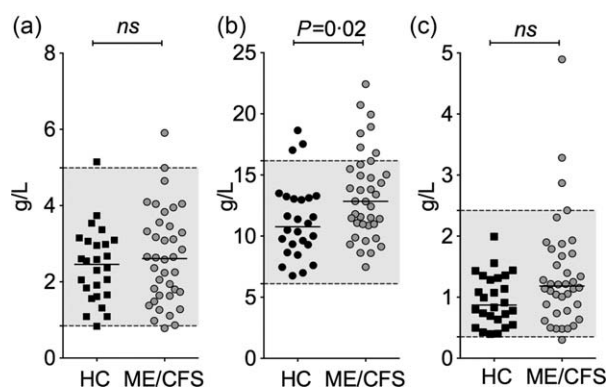 (a) ns
8
6
4
2
0
g/L
HC ME/CFS
(b) P=0·02
25
20
15
10
5
0
g/L
HC ME/CFS
(c) ns
5
4
3
2
1
0
g/L
HC ME/CFS